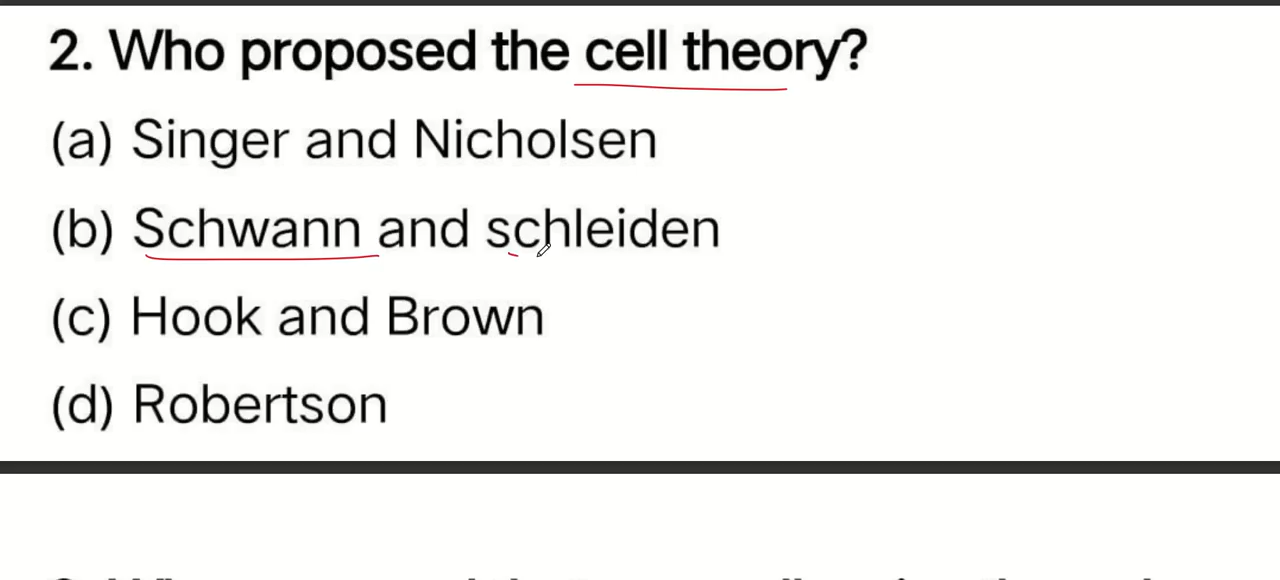 2. Who proposed the cell theory?
(a) Singer and Nicholsen
(b) Schwann and schleiden
(c) Hook and Brown
(d) Robertson